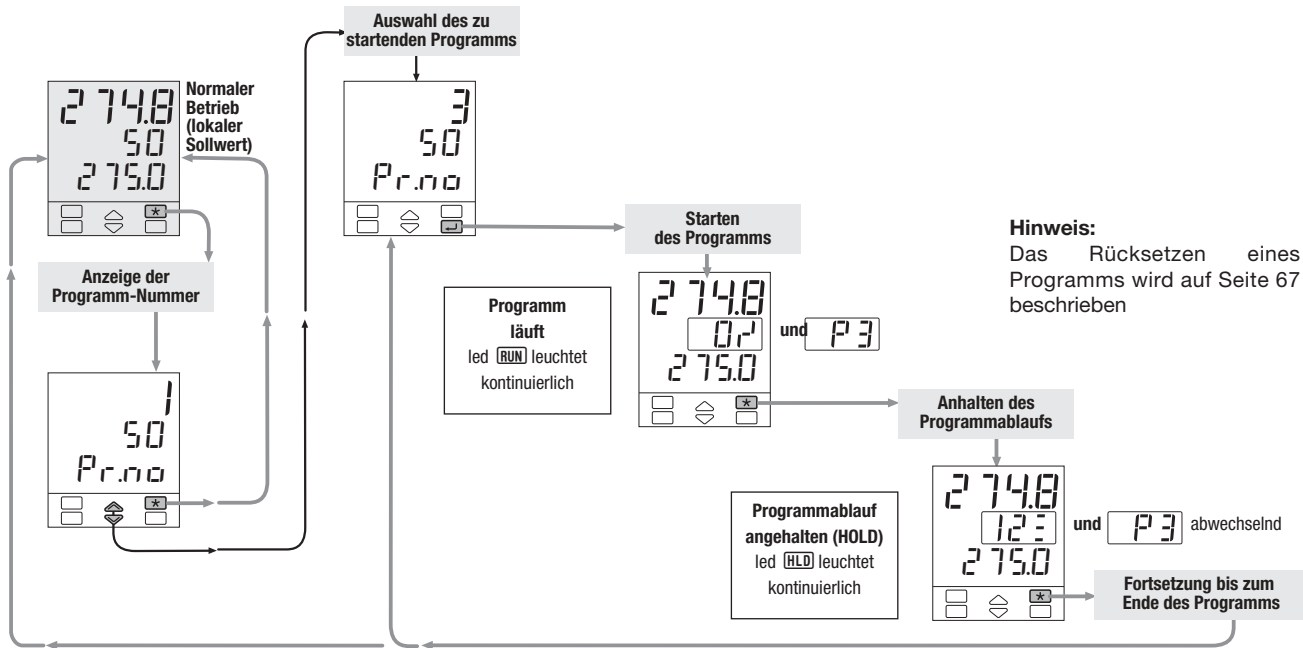 Auswahl des zu
startenden Programms
274.8
50
275.0
Normaler
Betrieb
(lokaler
Sollwert)
*
Anzeige der
Programm-Nummer
1
50
Pr.no
*
3
50
Pr.no
Starten
des Programms
Programm
läuft
led RUN leuchtet
kontinuierlich
274.8
275.0
und P3
*
Hinweis:
Das Rücksetzen eines
Programms wird auf Seite 67
beschrieben
Anhalten des
Programmablaufs
Programmablauf
angehalten (HOLD)
led HLD leuchtet
kontinuierlich
274.8
12
und P3 abwechselnd
275.0
*
Fortsetzung bis zum
Ende des Programms